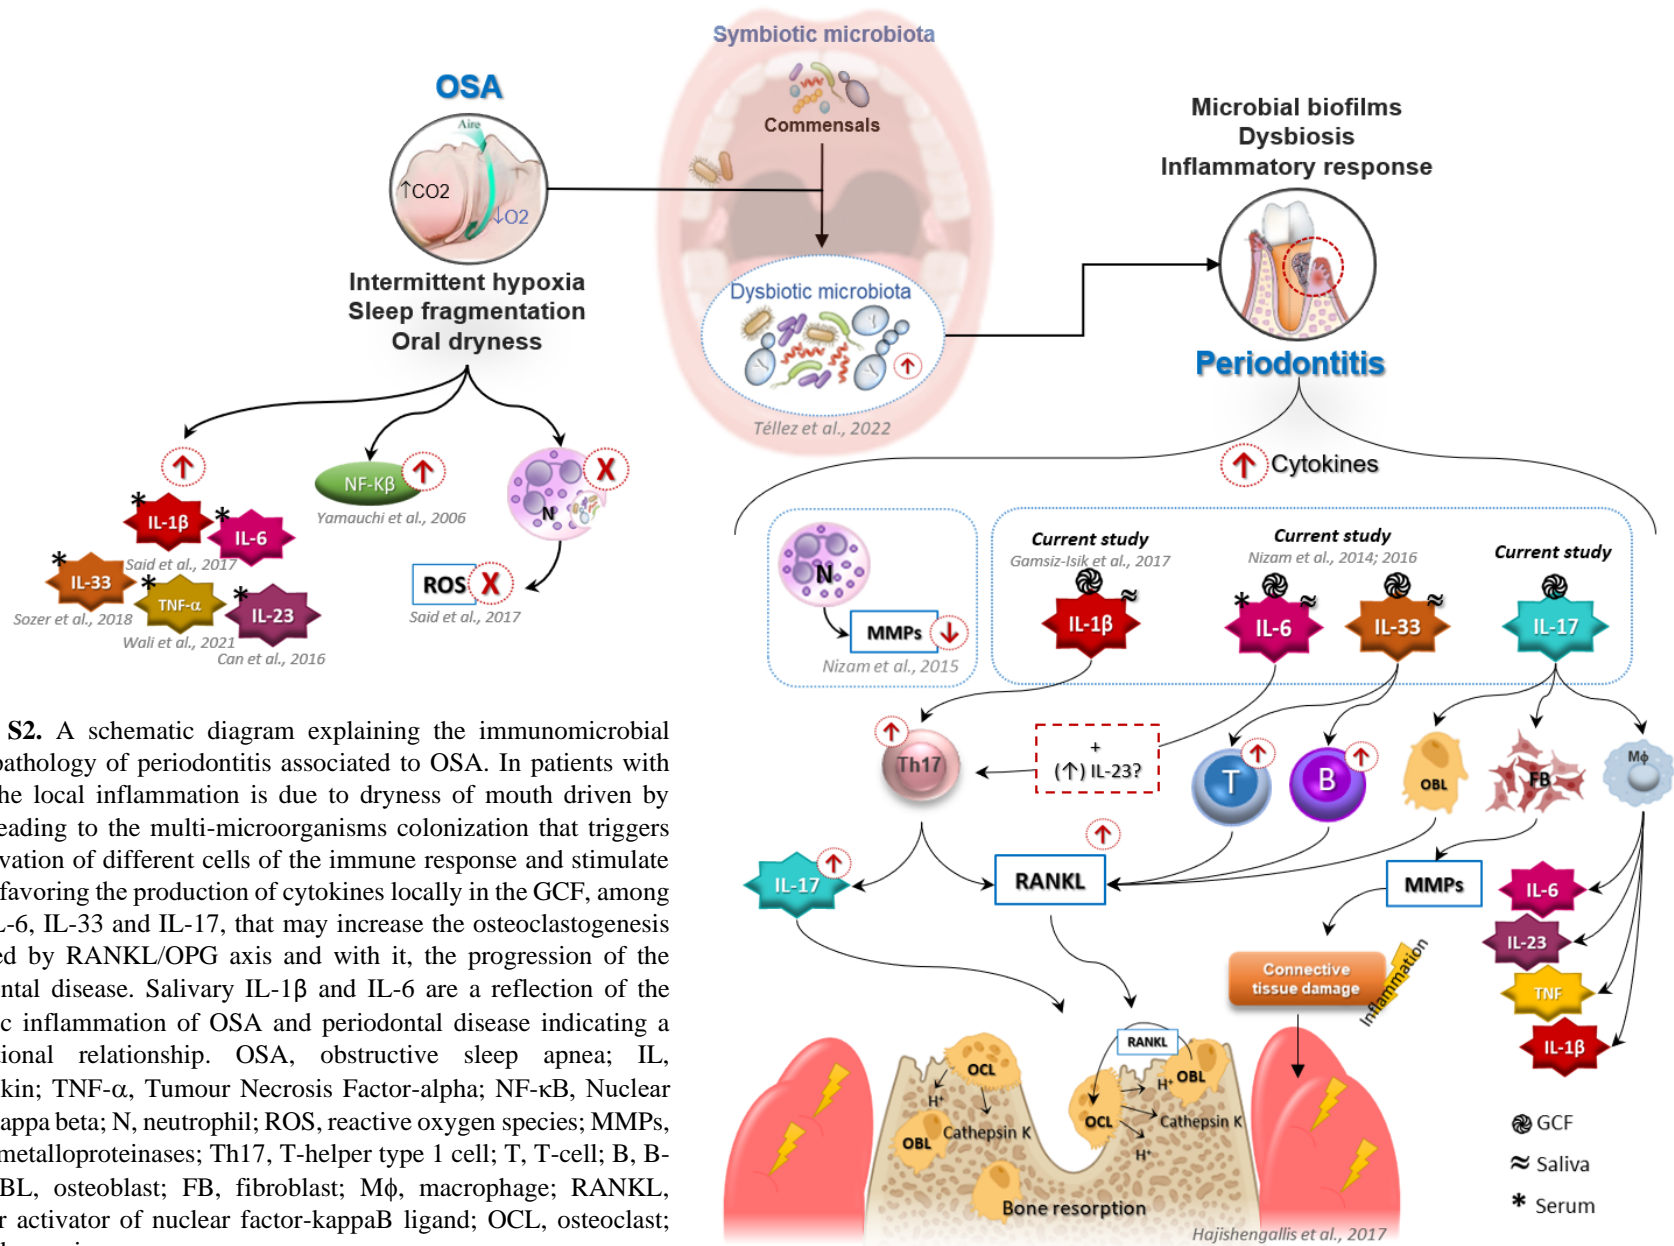 Symbiotic microbiota
Commensals
OSA
Aire
↑CO2
↓O2
Intermittent hypoxia
Sleep fragmentation
Oral dryness
Dysbiotic microbiota
↑
Téllez et al., 2022
Microbial biofilms
Dysbiosis
Inflammatory response
Periodontitis
↑ Cytokines
↑
* IL-1β
* IL-6
Said et al., 2017
* IL-33
Sozer et al., 2018
* TNF-α
Wali et al., 2021
* IL-23
Can et al., 2016
NF-Kβ ↑
Yamauchi et al., 2006
N X
ROS X
Said et al., 2017
N
MMPs ↓
Nizam et al., 2015
Current study
Gamsiz-Isik et al., 2017
IL-1β ≈
Current study
Nizam et al., 2014; 2016
* IL-6 ≈
IL-33 ≈
Current study
IL-17
↑
Th17
+
(↑) IL-23?
T ↑
B ↑
OBL
FB
Mϕ
IL-17 ↑
↑
RANKL
MMPs
IL-6
IL-23
TNF
IL-1β
Connective
tissue damage
Inflammation
RANKL
OCL
H⁺
Cathepsin K
OBL
OCL
OBL
H⁺
Cathepsin K
H⁺
Bone resorption
Hajishengallis et al., 2017
GCF
≈ Saliva
* Serum
S2. A schematic diagram explaining the immunomicrobial
pathology of periodontitis associated to OSA. In patients with
he local inflammation is due to dryness of mouth driven by
eading to the multi-microorganisms colonization that triggers
vation of different cells of the immune response and stimulate
favoring the production of cytokines locally in the GCF, among
L-6, IL-33 and IL-17, that may increase the osteoclastogenesis
ed by RANKL/OPG axis and with it, the progression of the
ntal disease. Salivary IL-1β and IL-6 are a reflection of the
c inflammation of OSA and periodontal disease indicating a
tional relationship. OSA, obstructive sleep apnea; IL,
kin; TNF-α, Tumour Necrosis Factor-alpha; NF-κB, Nuclear
appa beta; N, neutrophil; ROS, reactive oxygen species; MMPs,
metalloproteinases; Th17, T-helper type 1 cell; T, T-cell; B, B-
BL, osteoblast; FB, fibroblast; Mϕ, macrophage; RANKL,
r activator of nuclear factor-kappaB ligand; OCL, osteoclast;